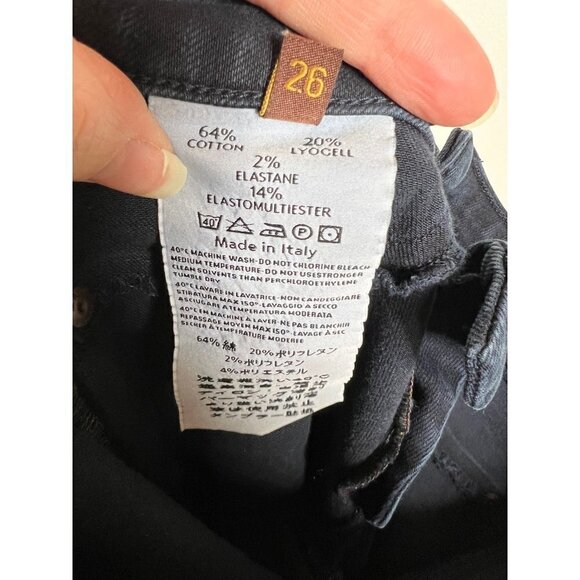 26
64% 20%
COTTON LYOCELL
2%
ELASTANE
14%
ELASTOMULTIESTER
40°
P
Made in Italy
40°C MACHINE WASH-DO NOT CHLORINE BLEACH
MEDIUM TEMPERATURE-DO NOT USESTRONGER
CLEAN SOLVENTS THAN PERCHLOROETHYLENE
TUMBLE DRY
40°C LAVARE IN LAVATRICE-NON CANDEGGIARE
STIRATURA MAX 150°-LAVAGGIO A SECCO
ASCIUGARE A TEMPERATURA MODERATA
40°C EN MACHINE À LAVER-NE PAS BLANCHIR
REPASSAGE MOYEN MAX 150°-LAVAGE À SEC
SECHER À TEMPERATURE MODEREE
64% 綿 20%ポリウレタン
2%ポリウレタン
4%ポリエステル